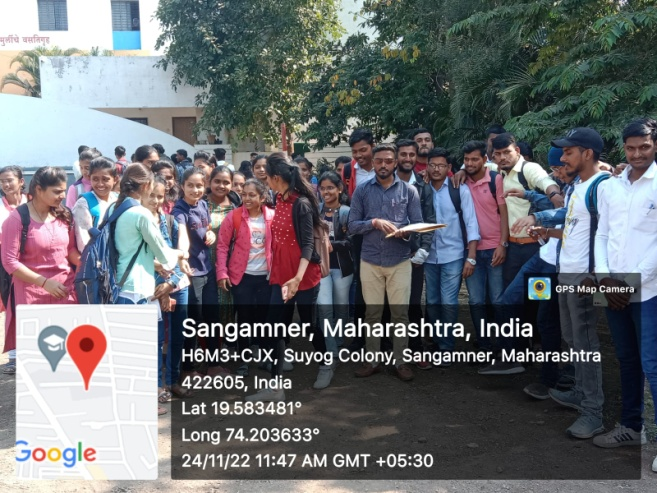 मुलींचे वसतिगृह
GPS Map Camera
Sangamner, Maharashtra, India
H6M3+CJX, Suyog Colony, Sangamner, Maharashtra
422605, India
Lat 19.583481°
Long 74.203633°
24/11/22 11:47 AM GMT +05:30
Google